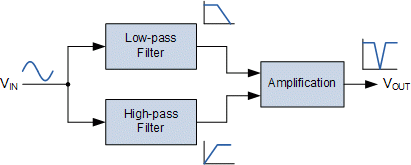 Low-pass
Filter
V_IN
Amplification
V_OUT
High-pass
Filter